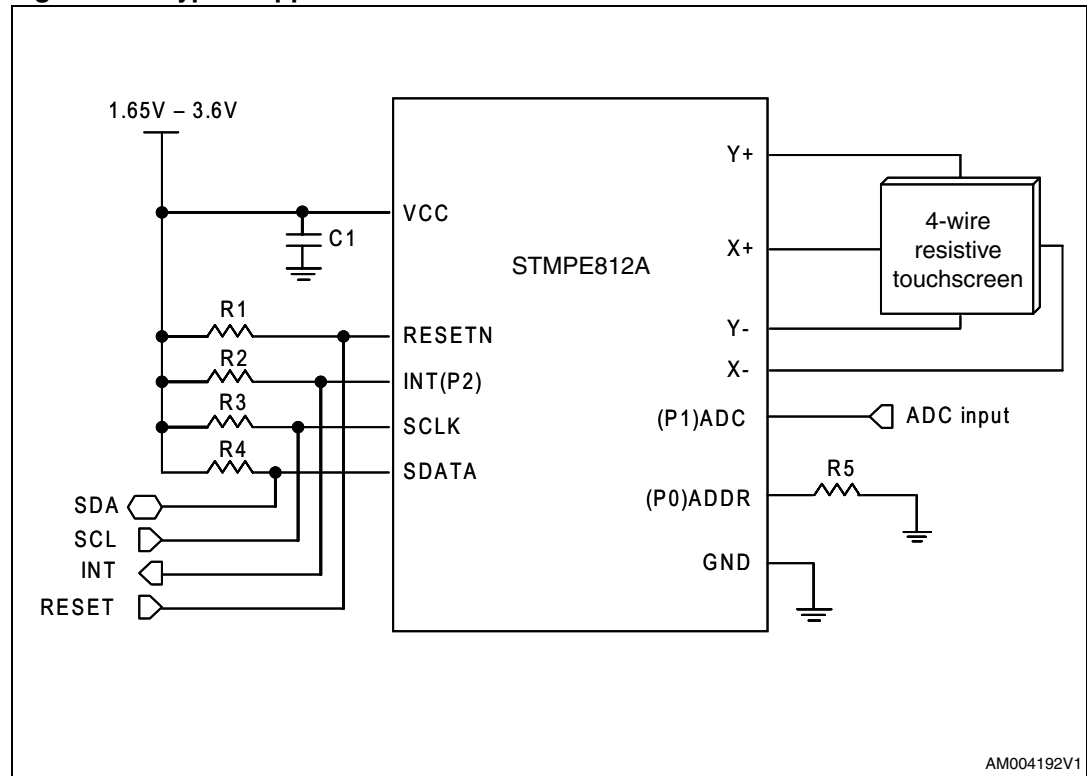 1.65V – 3.6V
VCC
C1
STMPE812A
R1
RESETN
R2
INT(P2)
R3
SCLK
R4
SDATA
SDA
SCL
INT
RESET
Y+
X+
Y-
X-
4-wire
resistive
touchscreen
(P1)ADC
ADC input
(P0)ADDR
R5
GND
AM004192V1